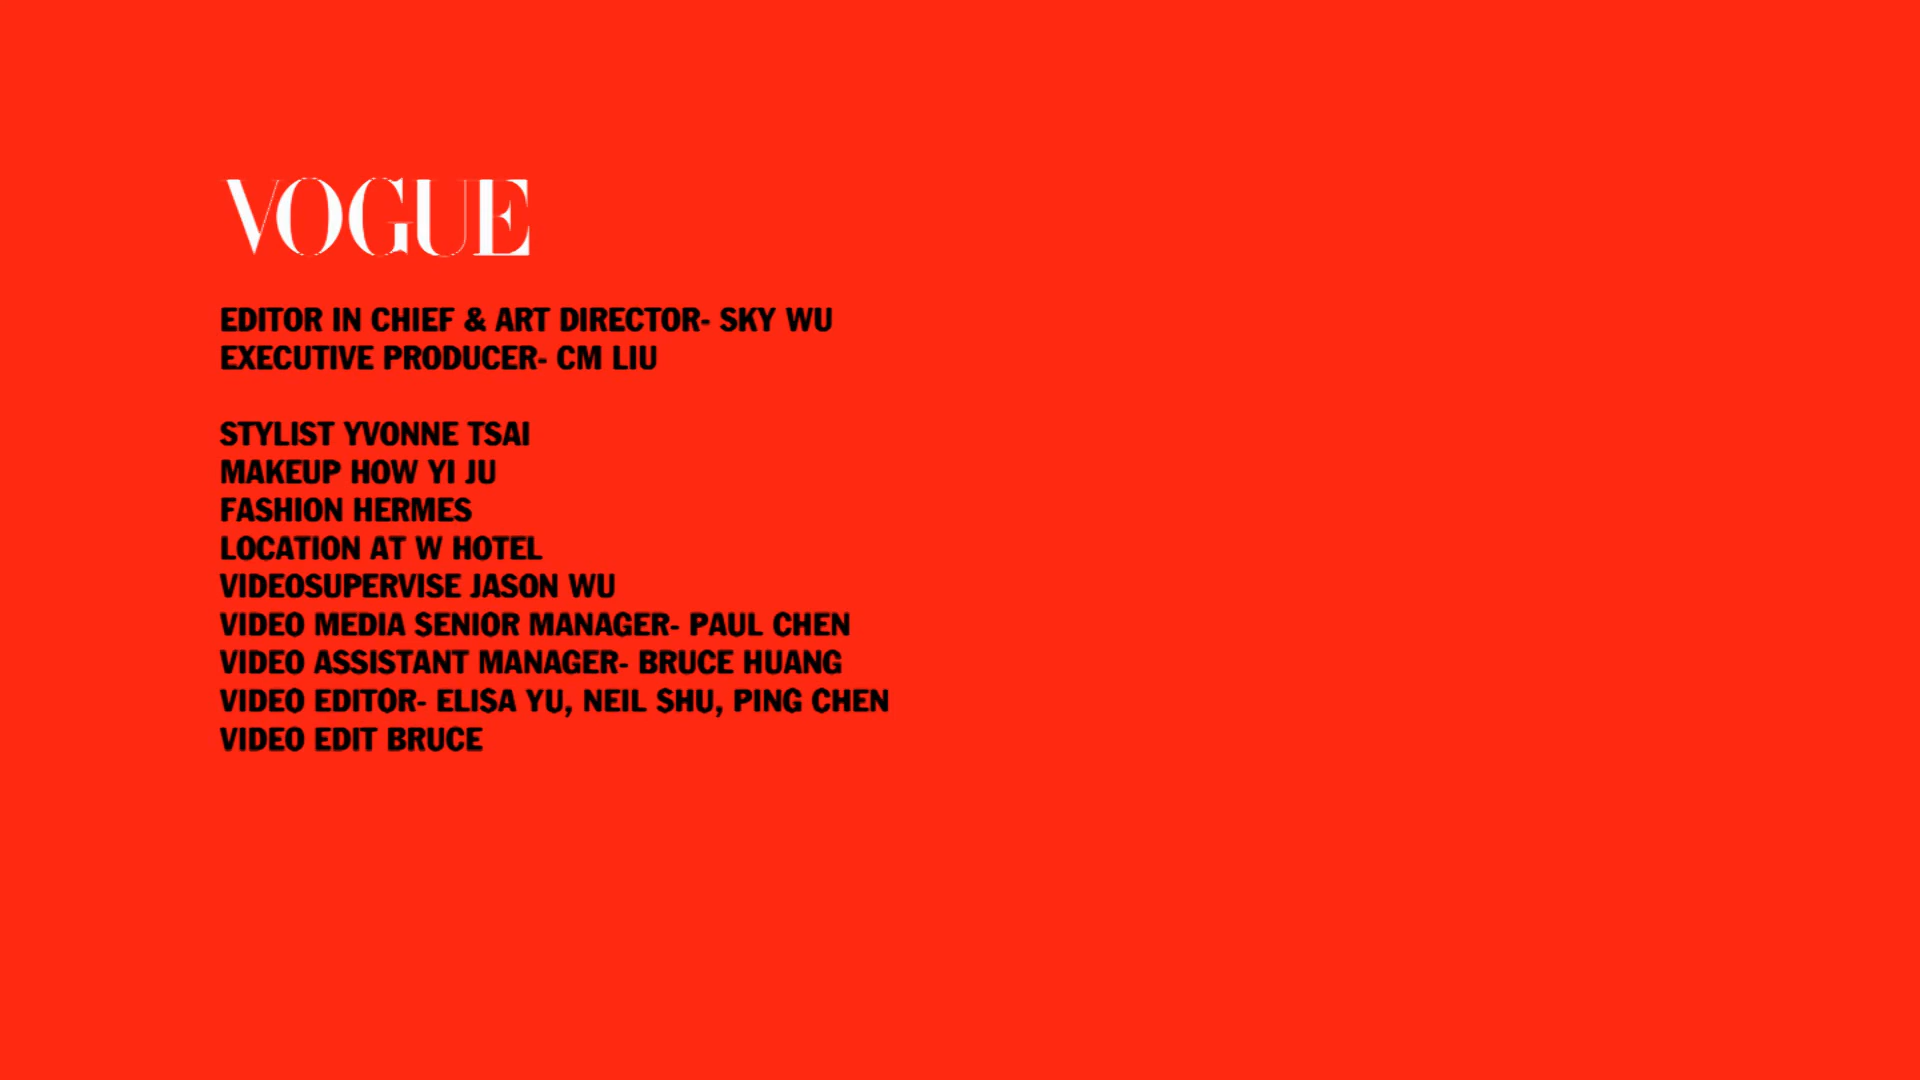 VOGUE
EDITOR IN CHIEF & ART DIRECTOR- SKY WU
EXECUTIVE PRODUCER- CM LIU
STYLIST YVONNE TSAI
MAKEUP HOW YI JU
FASHION HERMES
LOCATION AT W HOTEL
VIDEOSUPERVISE JASON WU
VIDEO MEDIA SENIOR MANAGER- PAUL CHEN
VIDEO ASSISTANT MANAGER- BRUCE HUANG
VIDEO EDITOR- ELISA YU, NEIL SHU, PING CHEN
VIDEO EDIT BRUCE